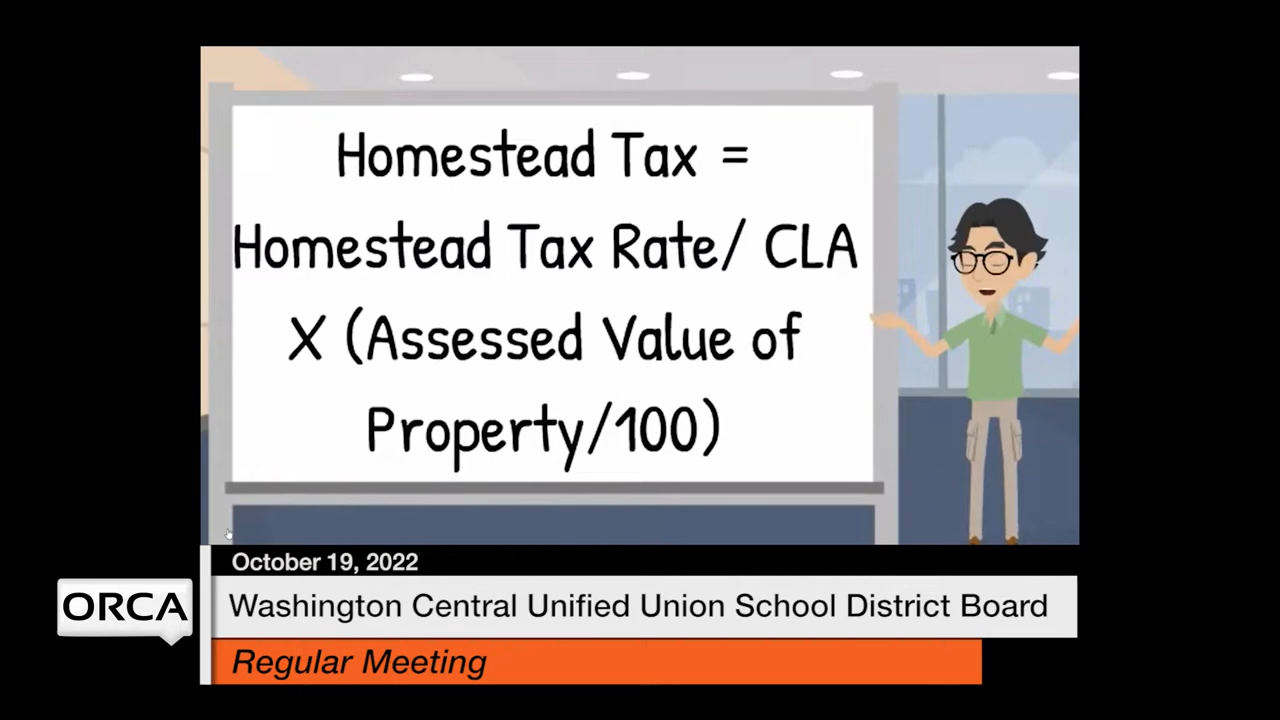 Homestead Tax =
Homestead Tax Rate/ CLA
X (Assessed Value of
Property/100)
October 19, 2022
ORCA
Washington Central Unified Union School District Board
Regular Meeting